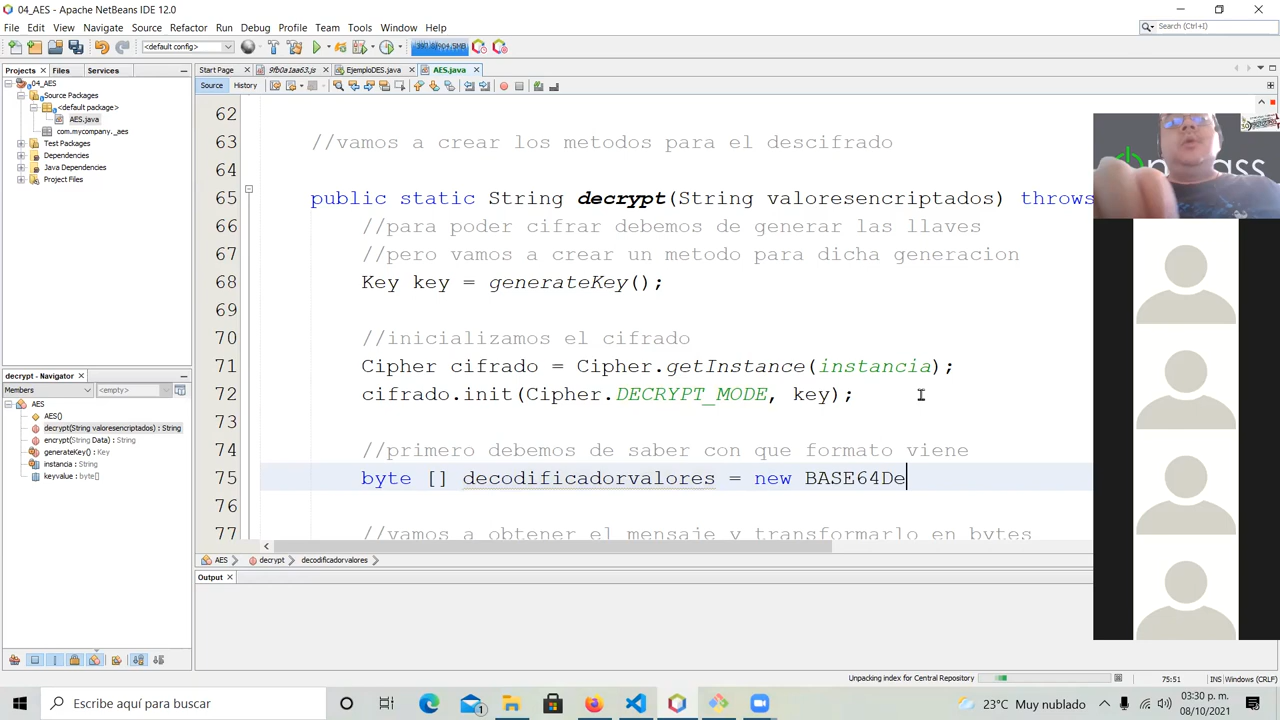 04_AES - Apache NetBeans IDE 12.0
File Edit View Navigate Source Refactor Run Debug Profile Team Tools Window Help
Search (Ctrl+I)
<default config>
Projects Files Services
Start Page 9fb0a1aa63.js EjemploDES.java AES.java
Source History
04_AES
Source Packages
<default package>
AES.java
com.mycompany._aes
Test Packages
Dependencies
Java Dependencies
Project Files
62
63 //vamos a crear los metodos para el descifrado
64
65 public static String decrypt(String valoresencriptados) throws
66 //para poder cifrar debemos de generar las llaves
67 //pero vamos a crear un metodo para dicha generacion
68 Key key = generateKey();
69
70 //inicializamos el cifrado
71 Cipher cifrado = Cipher.getInstance(instancia);
72 cifrado.init(Cipher.DECRYPT_MODE, key);
73
74 //primero debemos de saber con que formato viene
75 byte [] decodificadorvalores = new BASE64De
76
77 //vamos a obtener el mensaje y transformarlo en bytes
decrypt - Navigator
Members <empty>
AES
AES()
decrypt(String valoresencriptados) : String
encrypt(String Data) : String
generateKey() : Key
instancia : String
keyvalue : byte[]
AES decrypt decodificadorvalores
Output
Unpacking index for Central Repository
75:51 INS Windows (CRLF)
Escribe aquí para buscar
1
23°C Muy nublado
03:30 p. m.
08/10/2021